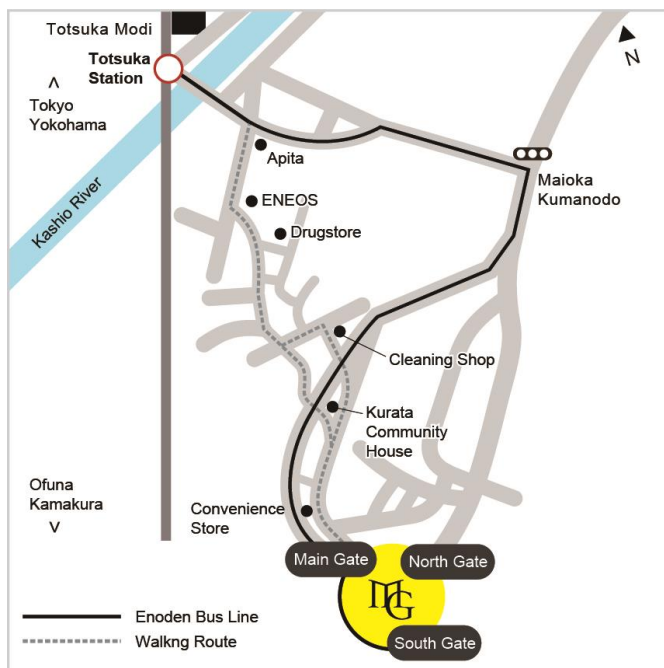 Totsuka Modi
Totsuka
Station
N
Tokyo
Yokohama
Kashio River
Apita
Maioka
Kumanodo
ENEOS
Drugstore
Cleaning Shop
Kurata
Community
House
Ofuna
Kamakura
Convenience
Store
Main Gate
North Gate
MG
South Gate
Enoden Bus Line
Walkng Route